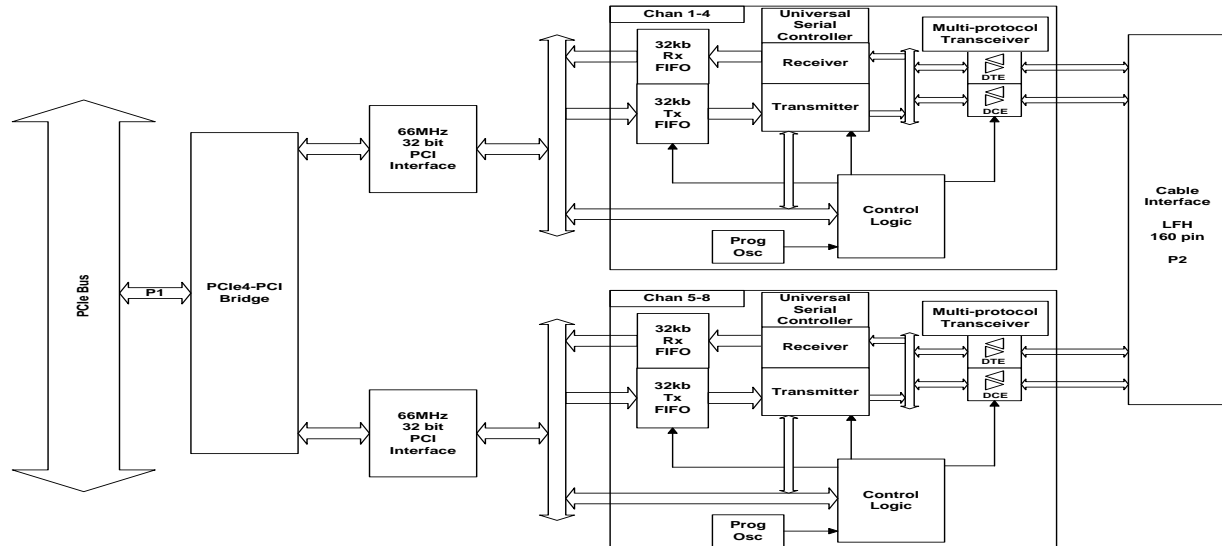 PCIe Bus
P1
PCIe4-PCI
Bridge
66MHz
32 bit
PCI
Interface
Chan 1-4
32kb
Rx
FIFO
32kb
Tx
FIFO
Universal
Serial
Controller
Receiver
Transmitter
Multi-protocol
Transceiver
DTE
DCE
Control
Logic
Prog
Osc
Cable
Interface
LFH
160 pin
P2
66MHz
32 bit
PCI
Interface
Chan 5-8
32kb
Rx
FIFO
32kb
Tx
FIFO
Universal
Serial
Controller
Receiver
Transmitter
Multi-protocol
Transceiver
DTE
DCE
Control
Logic
Prog
Osc